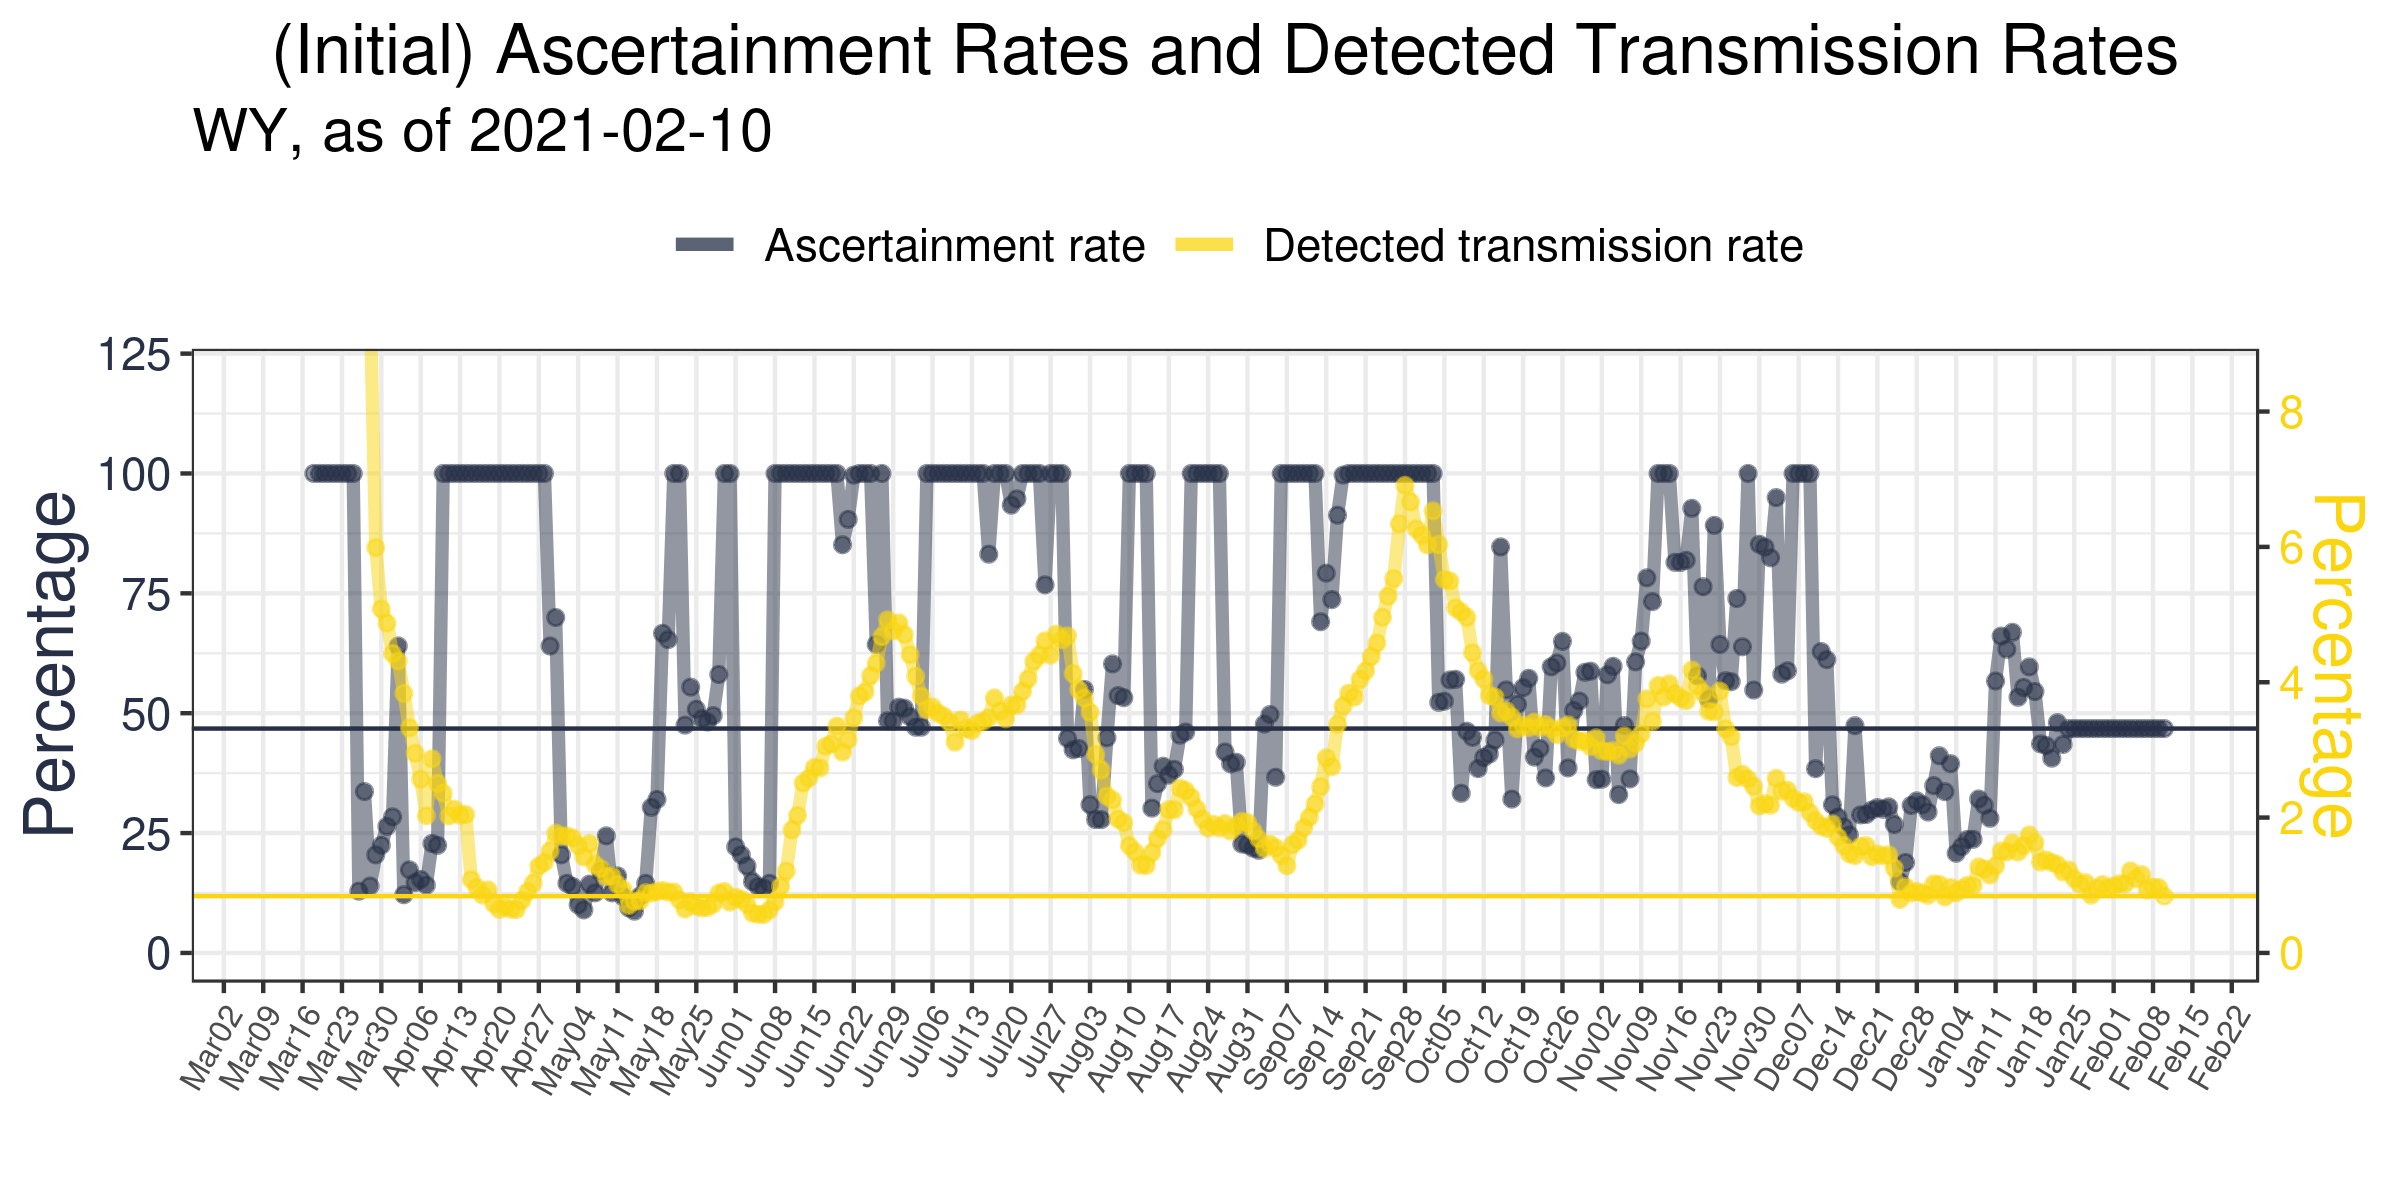 (Initial) Ascertainment Rates and Detected Transmission Rates
WY, as of 2021-02-10
Ascertainment rate
Detected transmission rate
Percentage
125
100
75
50
25
0
8
6
4
2
0
Percentage
Mar02
Mar09
Mar16
Mar23
Mar30
Apr06
Apr13
Apr20
Apr27
May04
May11
May18
May25
Jun01
Jun08
Jun15
Jun22
Jun29
Jul06
Jul13
Jul20
Jul27
Aug03
Aug10
Aug17
Aug24
Aug31
Sep07
Sep14
Sep21
Sep28
Oct05
Oct12
Oct19
Oct26
Nov02
Nov09
Nov16
Nov23
Nov30
Dec07
Dec14
Dec21
Dec28
Jan04
Jan11
Jan18
Jan25
Feb01
Feb08
Feb15
Feb22